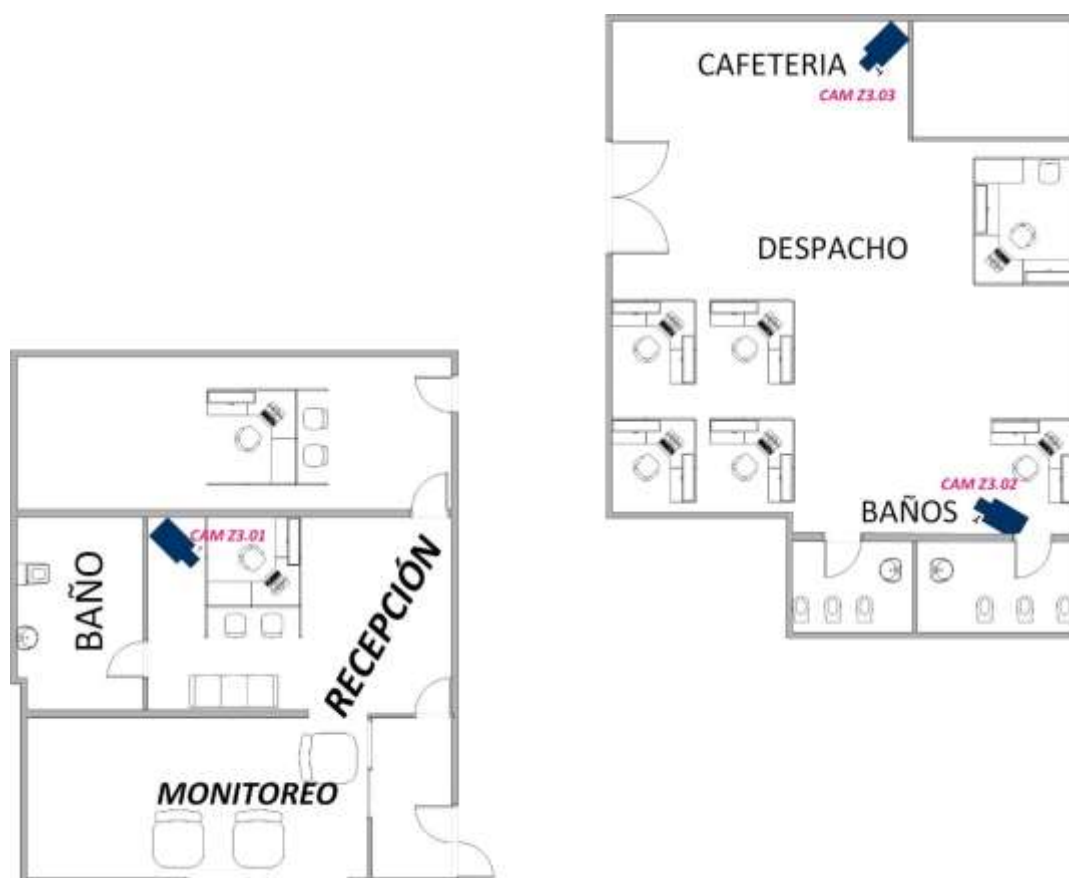 CAFETERIA
CAM Z3.03
DESPACHO
CAM Z3.02
BAÑOS
CAM Z3.01
BAÑO
RECEPCIÓN
MONITOREO